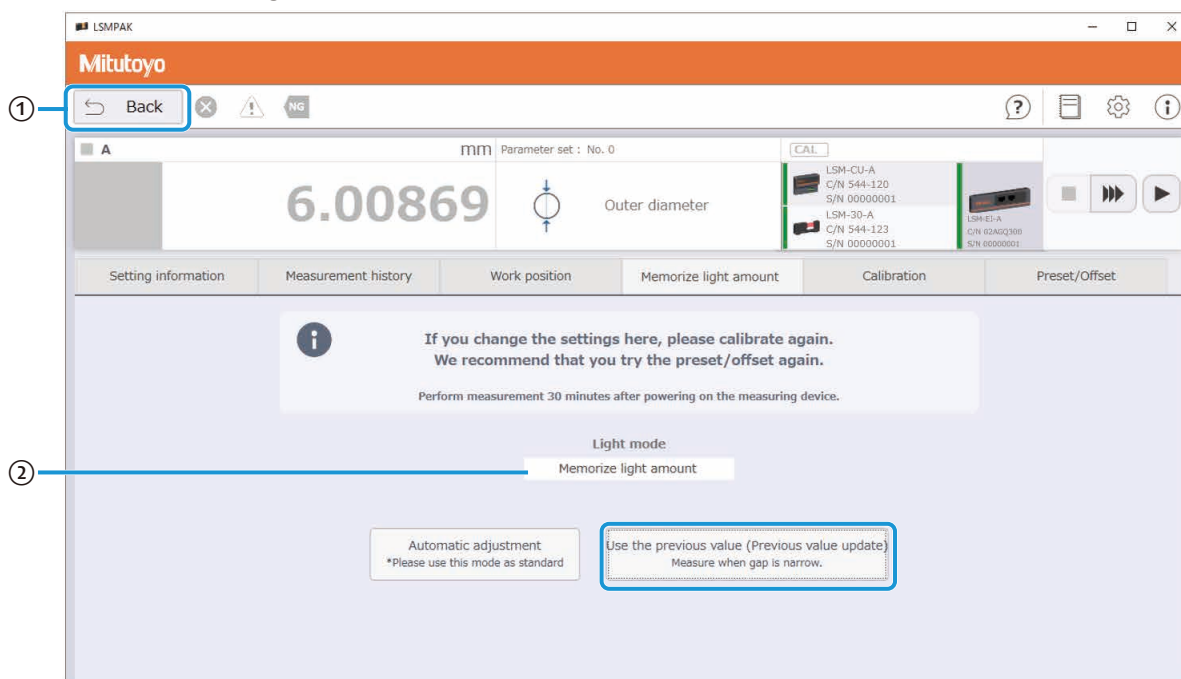 LSMPAK
Mitutoyo
① Back NG ? i
A mm Parameter set : No. 0 CAL
6.00869 Outer diameter
LSM-CU-A
C/N 544-120
S/N 00000001
LSM-30-A
C/N 544-123
S/N 00000001
LSM-EI-A
C/N 02AGQ300
S/N 00000001
Setting information Measurement history Work position Memorize light amount Calibration Preset/Offset
If you change the settings here, please calibrate again.
We recommend that you try the preset/offset again.
Perform measurement 30 minutes after powering on the measuring device.
Light mode
② Memorize light amount
Automatic adjustment
*Please use this mode as standard
Use the previous value (Previous value update)
Measure when gap is narrow.